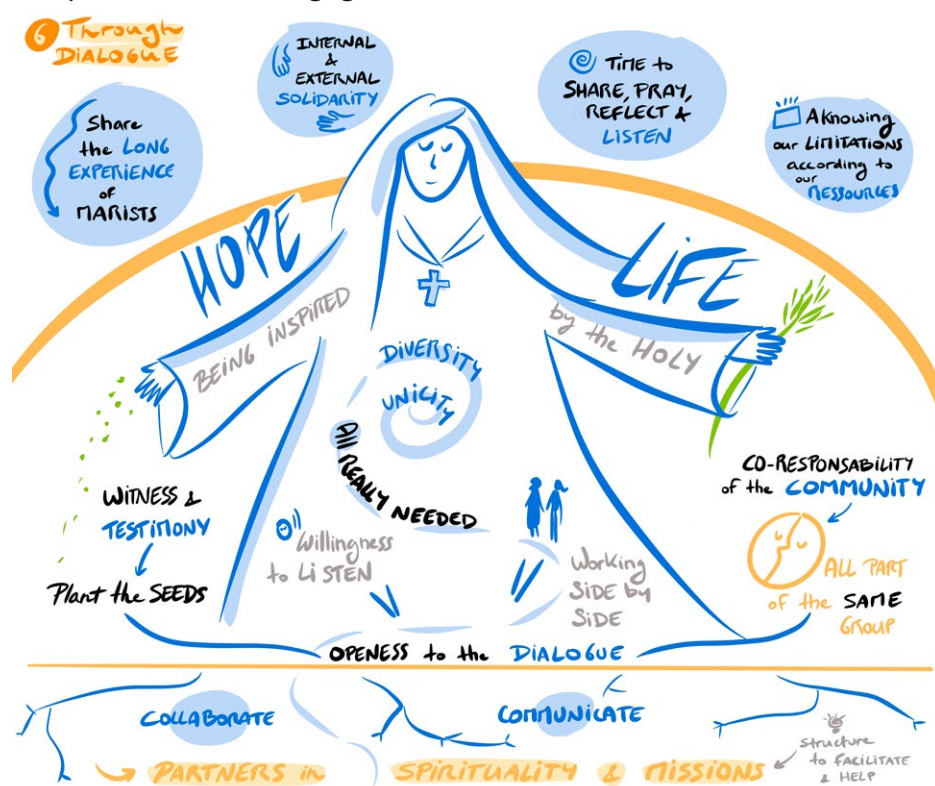 6 Through
DIALOGUE
Share
the LONG
EXPERIENCE
of
MARISTS
INTERNAL
&
EXTERNAL
SOLIDARITY
TIME to
SHARE, PRAY,
REFLECT &
LISTEN
AKNOWING
our LIMITATIONS
according to
our
RESSOURCES
HOPE
LIFE
BEING INSPIRED
by the HOLY
DIVERSITY
UNICITY
All REALLY NEEDED
WITNESS &
TESTIMONY
Plant the SEEDS
Willingness
to LISTEN
Working
SIDE by
SIDE
CO-RESPONSABILITY
of the COMMUNITY
ALL PART
of the SAME
GROUP
OPENESS to the DIALOGUE
COLLABORATE
COMMUNICATE
PARTNERS in SPIRITUALITY & MISSIONS
structure
to FACILITATE
& HELP